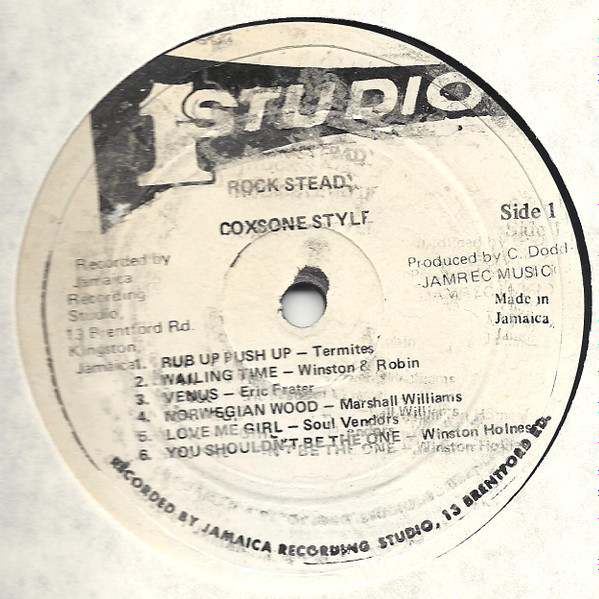 1 STUDIO
ROCK STEADY
COXSONE STYLE
Side 1
Produced by C. Dodd
JAMREC MUSIC
Made in
Jamaica
Recorded by
Jamaica
Recording
Studio,
13 Brentford Rd.
Kingston,
Jamaica
1. RUB UP PUSH UP – Termites
2. WAILING TIME – Winston & Robin
3. VENUS – Eric Frater
4. NORWEGIAN WOOD – Marshall Williams
5. LOVE ME GIRL – Soul Vendors
6. YOU SHOULDN'T BE THE ONE – Winston Holness
RECORDED BY JAMAICA RECORDING STUDIO, 13 BRENTFORD RD.